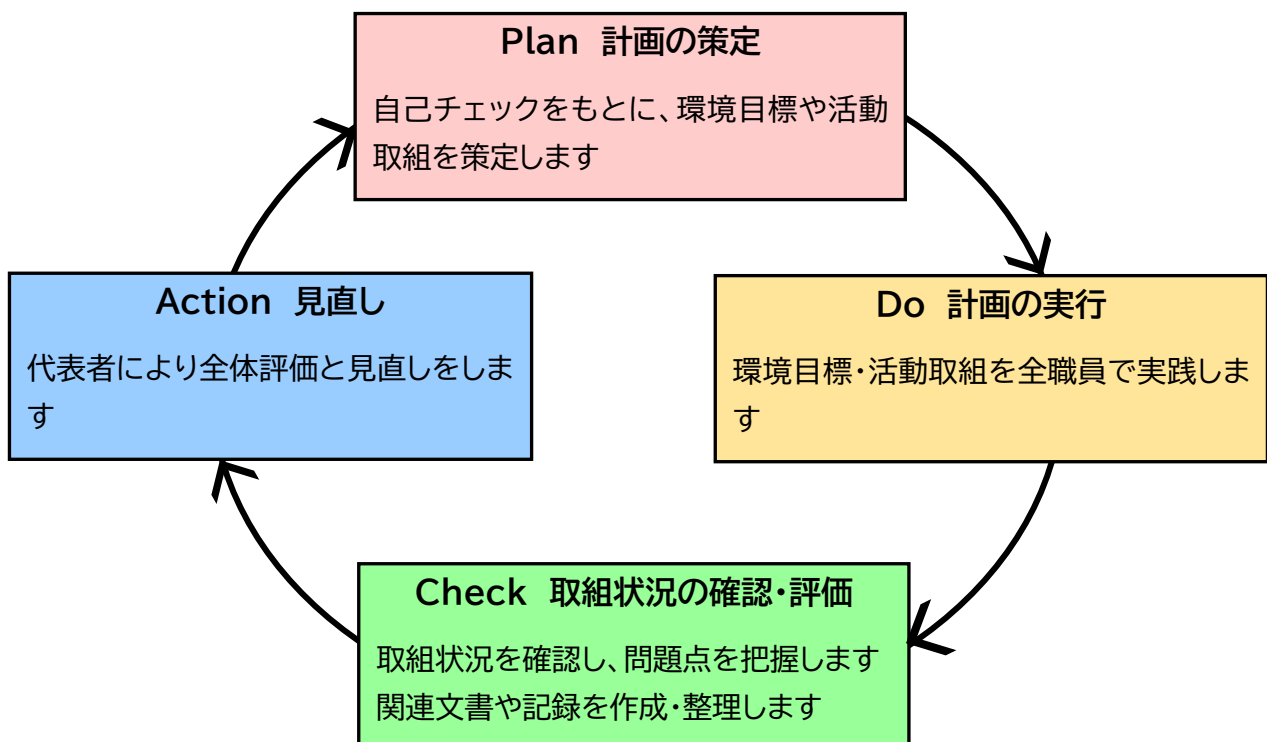 Plan 計画の策定
自己チェックをもとに、環境目標や活動
取組を策定します
Action 見直し
代表者により全体評価と見直しをしま
す
Do 計画の実行
環境目標・活動取組を全職員で実践しま
す
Check 取組状況の確認・評価
取組状況を確認し、問題点を把握します
関連文書や記録を作成・整理します